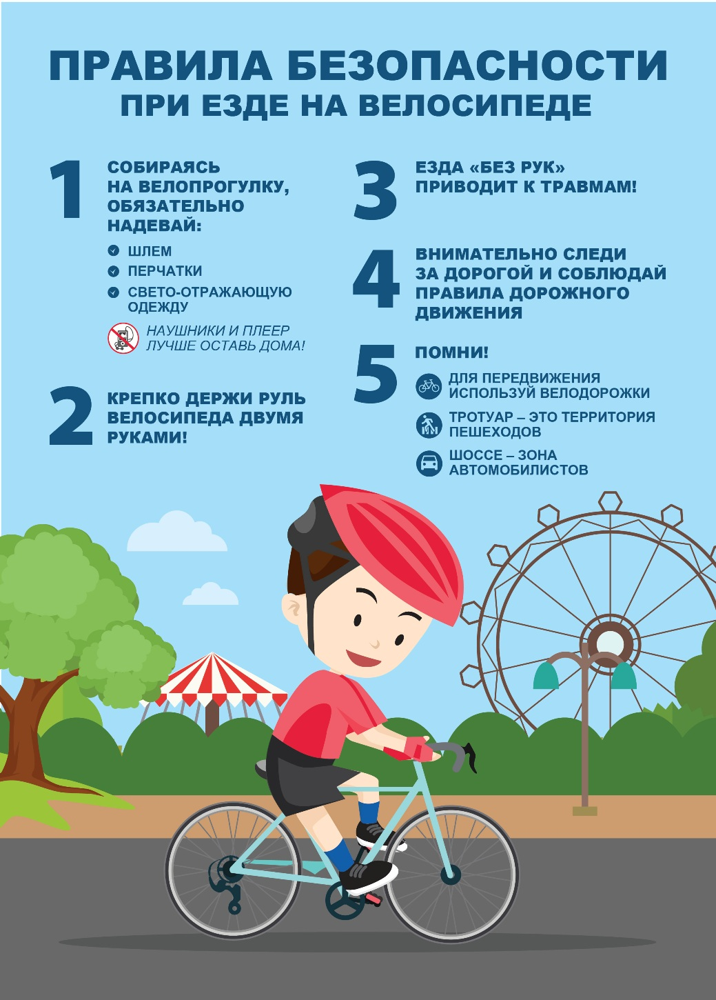 ПРАВИЛА БЕЗОПАСНОСТИ
ПРИ ЕЗДЕ НА ВЕЛОСИПЕДЕ
1
СОБИРАЯСЬ
НА ВЕЛОПРОГУЛКУ,
ОБЯЗАТЕЛЬНО
НАДЕВАЙ:
ШЛЕМ
ПЕРЧАТКИ
СВЕТО-ОТРАЖАЮЩУЮ
ОДЕЖДУ
НАУШНИКИ И ПЛЕЕР
ЛУЧШЕ ОСТАВЬ ДОМА!
2
КРЕПКО ДЕРЖИ РУЛЬ
ВЕЛОСИПЕДА ДВУМЯ
РУКАМИ!
3
ЕЗДА «БЕЗ РУК»
ПРИВОДИТ К ТРАВМАМ!
4
ВНИМАТЕЛЬНО СЛЕДИ
ЗА ДОРОГОЙ И СОБЛЮДАЙ
ПРАВИЛА ДОРОЖНОГО
ДВИЖЕНИЯ
5
ПОМНИ!
ДЛЯ ПЕРЕДВИЖЕНИЯ
ИСПОЛЬЗУЙ ВЕЛОДОРОЖКИ
ТРОТУАР – ЭТО ТЕРРИТОРИЯ
ПЕШЕХОДОВ
ШОССЕ – ЗОНА
АВТОМОБИЛИСТОВ